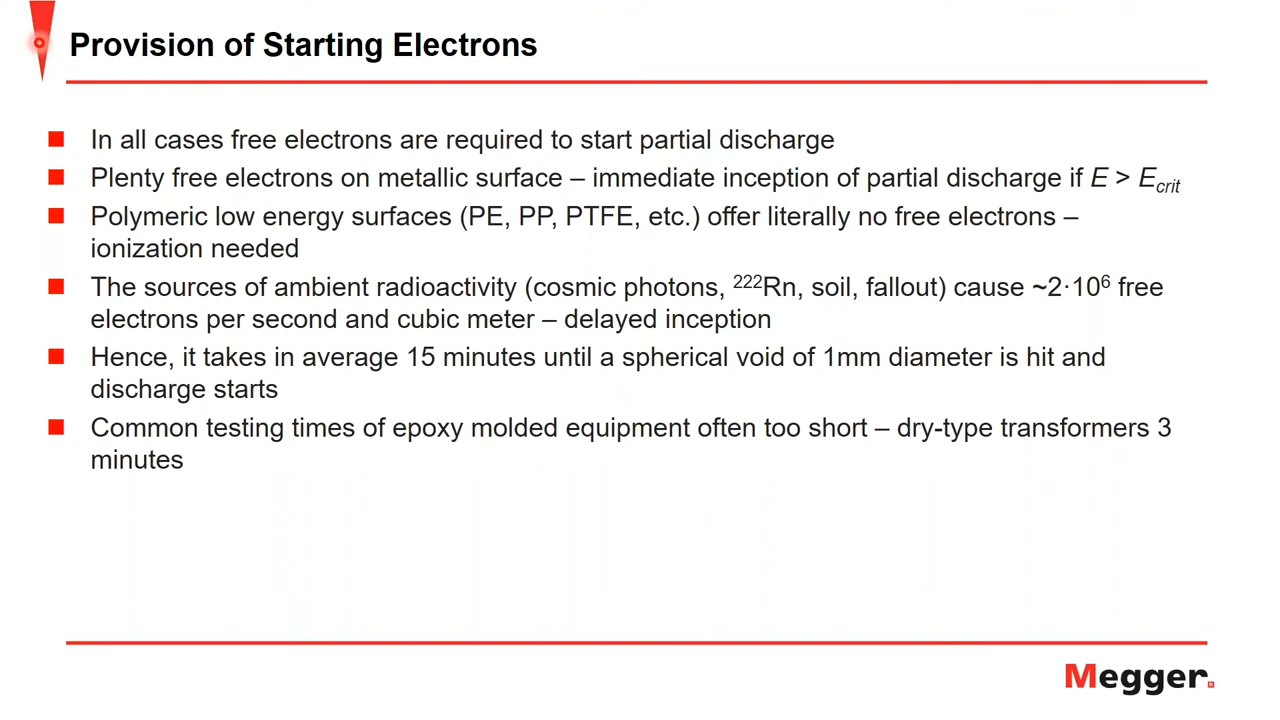 Provision of Starting Electrons
In all cases free electrons are required to start partial discharge
Plenty free electrons on metallic surface – immediate inception of partial discharge if E > Ecrit
Polymeric low energy surfaces (PE, PP, PTFE, etc.) offer literally no free electrons –
ionization needed
The sources of ambient radioactivity (cosmic photons, ²²²Rn, soil, fallout) cause ~2·10⁶ free
electrons per second and cubic meter – delayed inception
Hence, it takes in average 15 minutes until a spherical void of 1mm diameter is hit and
discharge starts
Common testing times of epoxy molded equipment often too short – dry-type transformers 3
minutes
Megger.